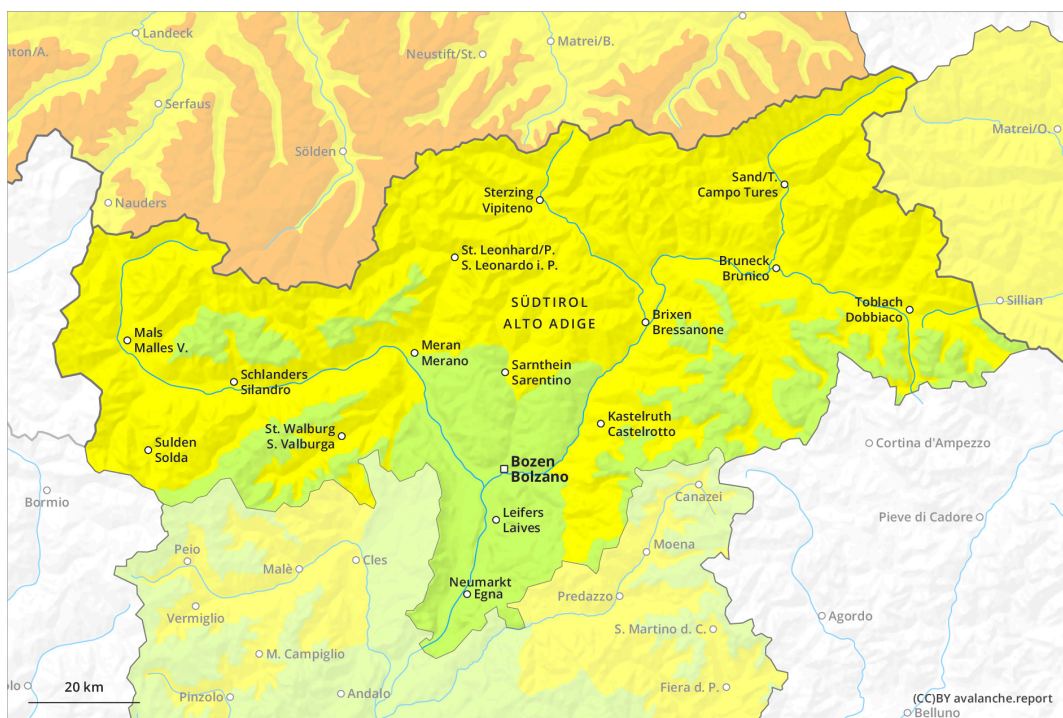 Landeck
nton/A.
Neustift/St.
Matrei/B.
Serfaus
Sölden
Matrei/O.
Nauders
Sand/T.
Campo Tures
Sterzing
Vipiteno
St. Leonhard/P.
S. Leonardo i. P.
Bruneck
Brunico
SÜDTIROL
ALTO ADIGE
Toblach
Dobbiaco
Sillian
Brixen
Bressanone
Mals
Malles V.
Meran
Merano
Sarnthein
Sarentino
Schlanders
Silandro
Kastelruth
Castelrotto
St. Walburg
S. Valburga
Sulden
Solda
Cortina d'Ampezzo
Bozen
Bolzano
Bormio
Canazei
Leifers
Laives
Pieve di Cadore
Peio
Moena
Cles
Malè
Neumarkt
Egna
Predazzo
Vermiglio
Agordo
S. Martino d. C.
M. Campiglio
olo
20 km
Pinzolo
Andalo
Fiera d. P.
(CC)BY avalanche.report
Belluno